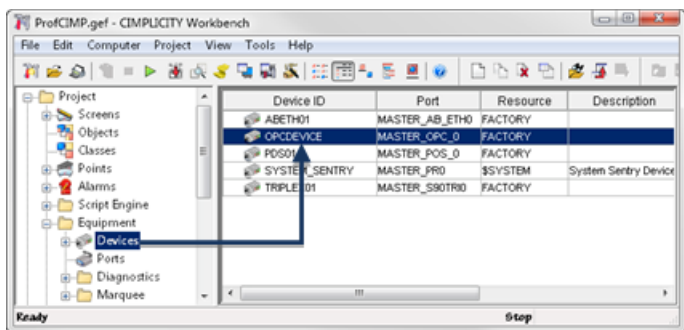 ProfCIMP.gef - CIMPLICITY Workbench
File Edit Computer Project View Tools Help
Project
Screens
Objects
Classes
Points
Alarms
Script Engine
Equipment
Devices
Ports
Diagnostics
Marquee
Device ID Port Resource Description
ABETH01 MASTER_AB_ETH0 FACTORY
OPCDEVICE MASTER_OPC_0 FACTORY
PDS01 MASTER_POS_0 FACTORY
SYSTEM_SENTRY MASTER_PR0 $SYSTEM System Sentry Device
MASTER_S90TRI0 FACTORY
Ready Stop